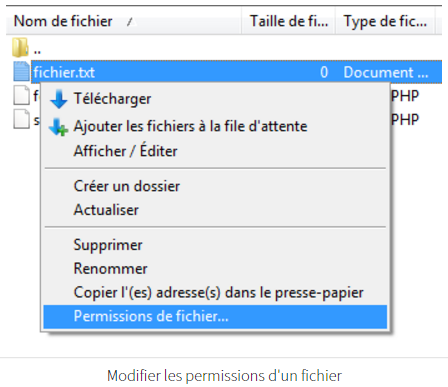 Nom de fichier / Taille de fi... Type de fic...
..
fichier.txt 0 Document ...
f PHP
s PHP
Télécharger
Ajouter les fichiers à la file d'attente
Afficher / Éditer
Créer un dossier
Actualiser
Supprimer
Renommer
Copier l'(es) adresse(s) dans le presse-papier
Permissions de fichier...
Modifier les permissions d'un fichier